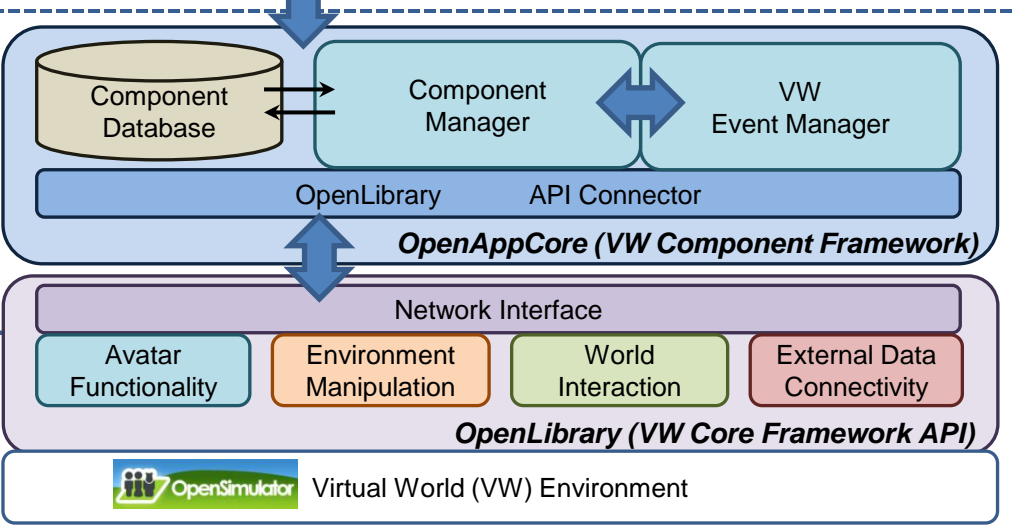 Component
Database
Component
Manager
VW
Event Manager
OpenLibrary API Connector
OpenAppCore (VW Component Framework)
Network Interface
Avatar
Functionality
Environment
Manipulation
World
Interaction
External Data
Connectivity
OpenLibrary (VW Core Framework API)
OpenSimulator Virtual World (VW) Environment